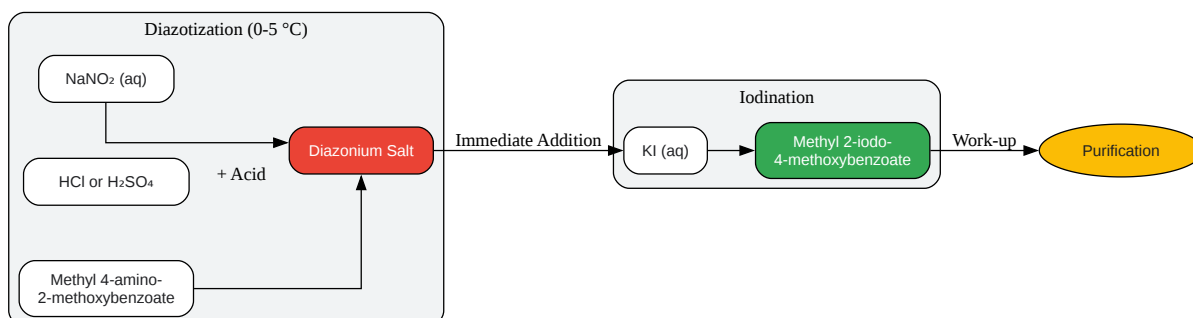 Diazotization (0-5 °C)
NaNO₂ (aq)
HCl or H₂SO₄
+ Acid
Methyl 4-amino-
2-methoxybenzoate
Diazonium Salt
Immediate Addition
Iodination
KI (aq)
Methyl 2-iodo-
4-methoxybenzoate
Work-up
Purification